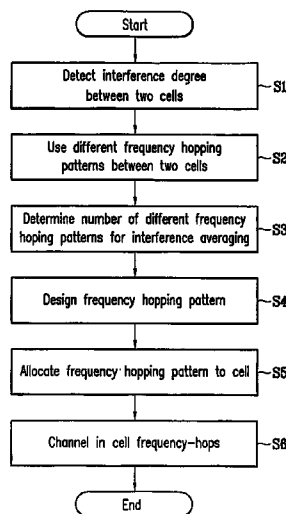 Start
Detect interference degree
between two cells
S1
Use different frequency hopping
patterns between two cells
S2
Determine number of different frequency
hoping patterns for interference averaging
S3
Design frequency hopping pattern
S4
Allocate frequency hopping pattern to cell
S5
Channel in cell frequency-hops
S6
End